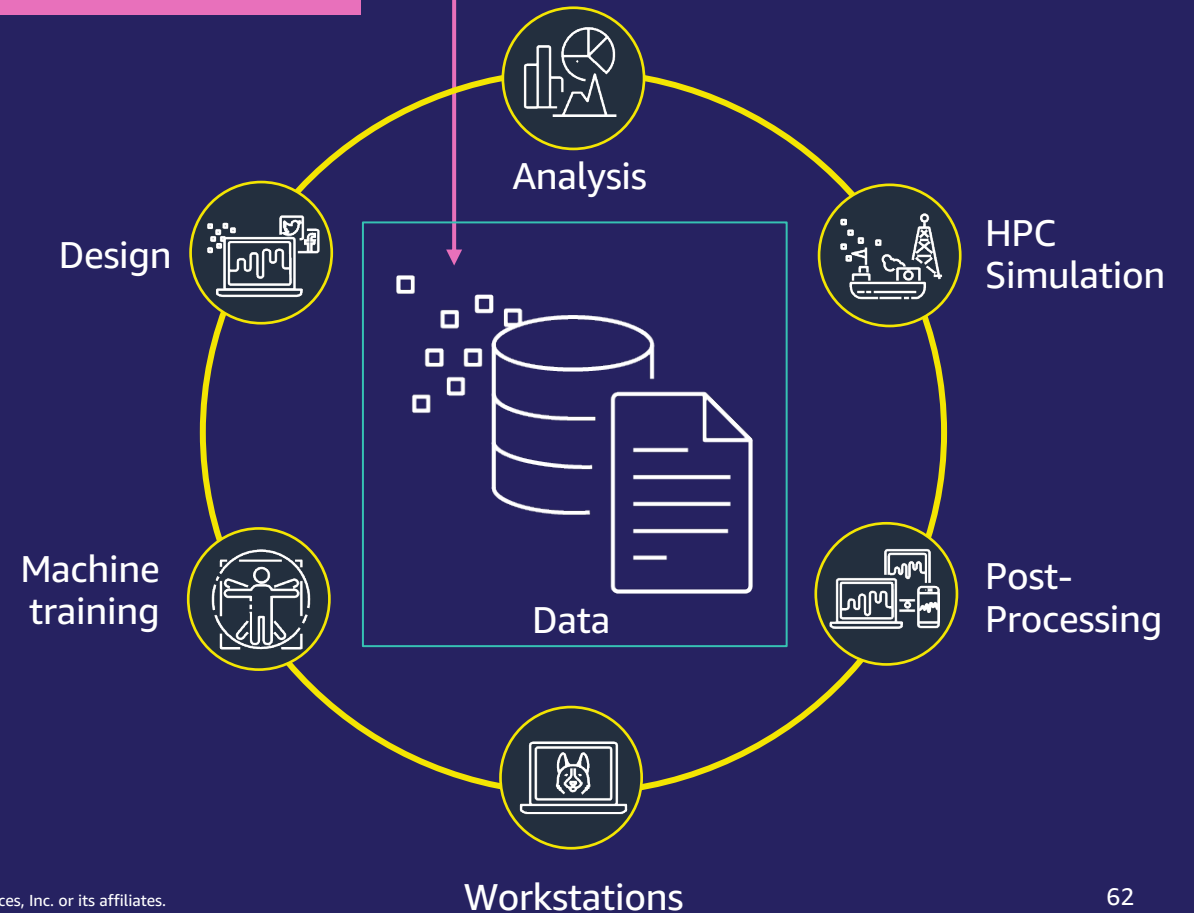 Analysis
Design
HPC
Simulation
Machine
training
Data
Post-
Processing
Workstations
ces, Inc. or its affiliates.
62